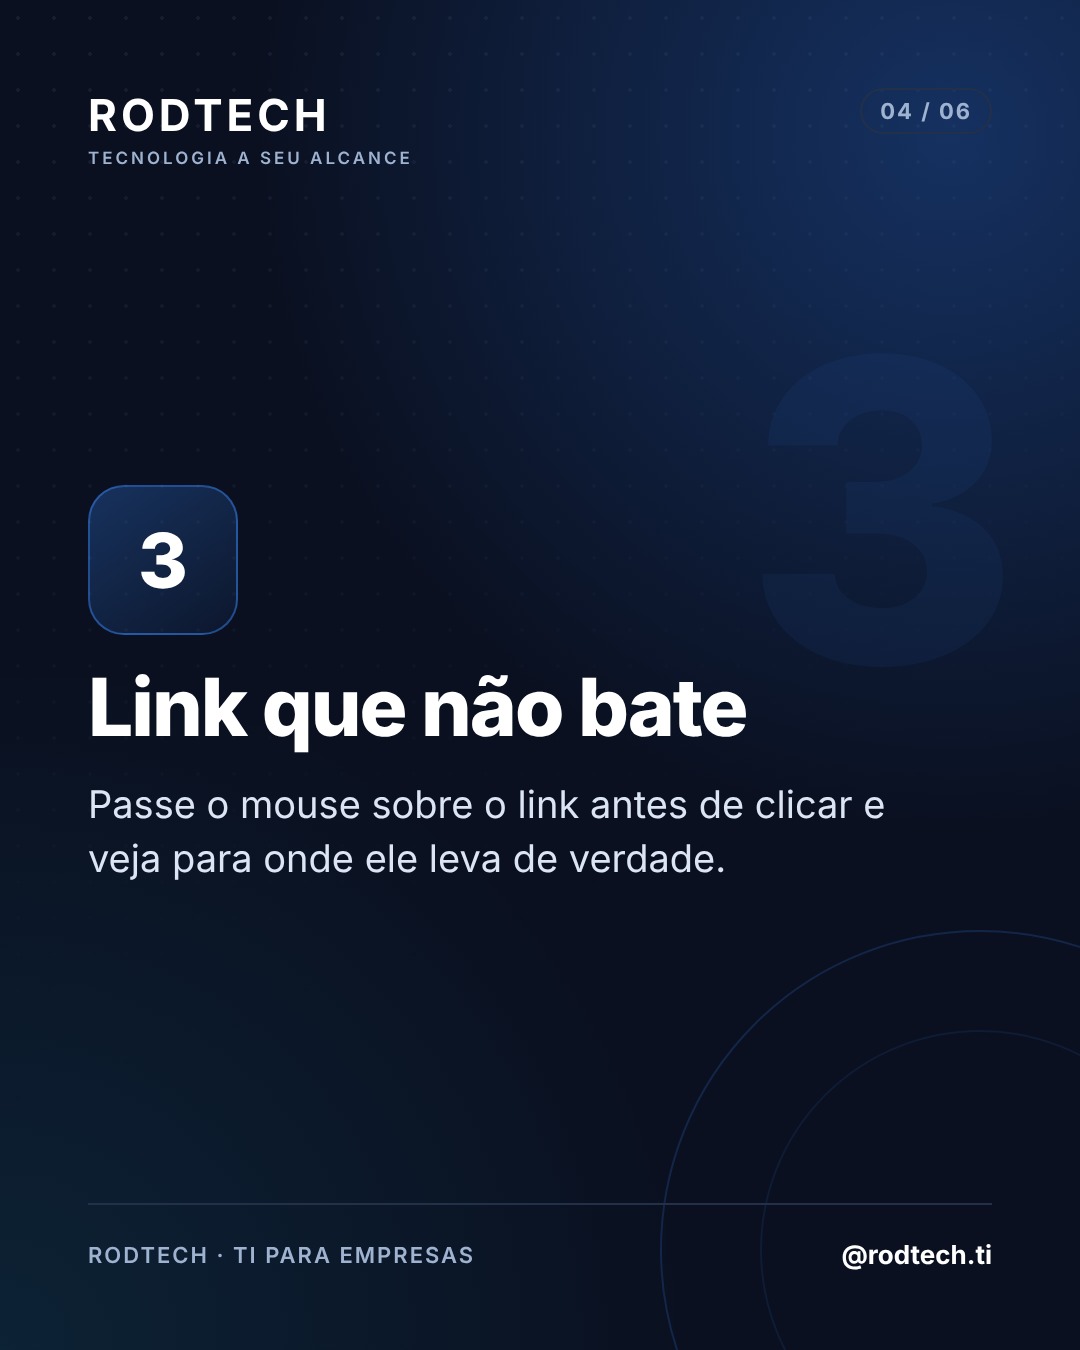 RODTECH
TECNOLOGIA A SEU ALCANCE
04 / 06
3
3
Link que não bate
Passe o mouse sobre o link antes de clicar e
veja para onde ele leva de verdade.
RODTECH · TI PARA EMPRESAS
@rodtech.ti